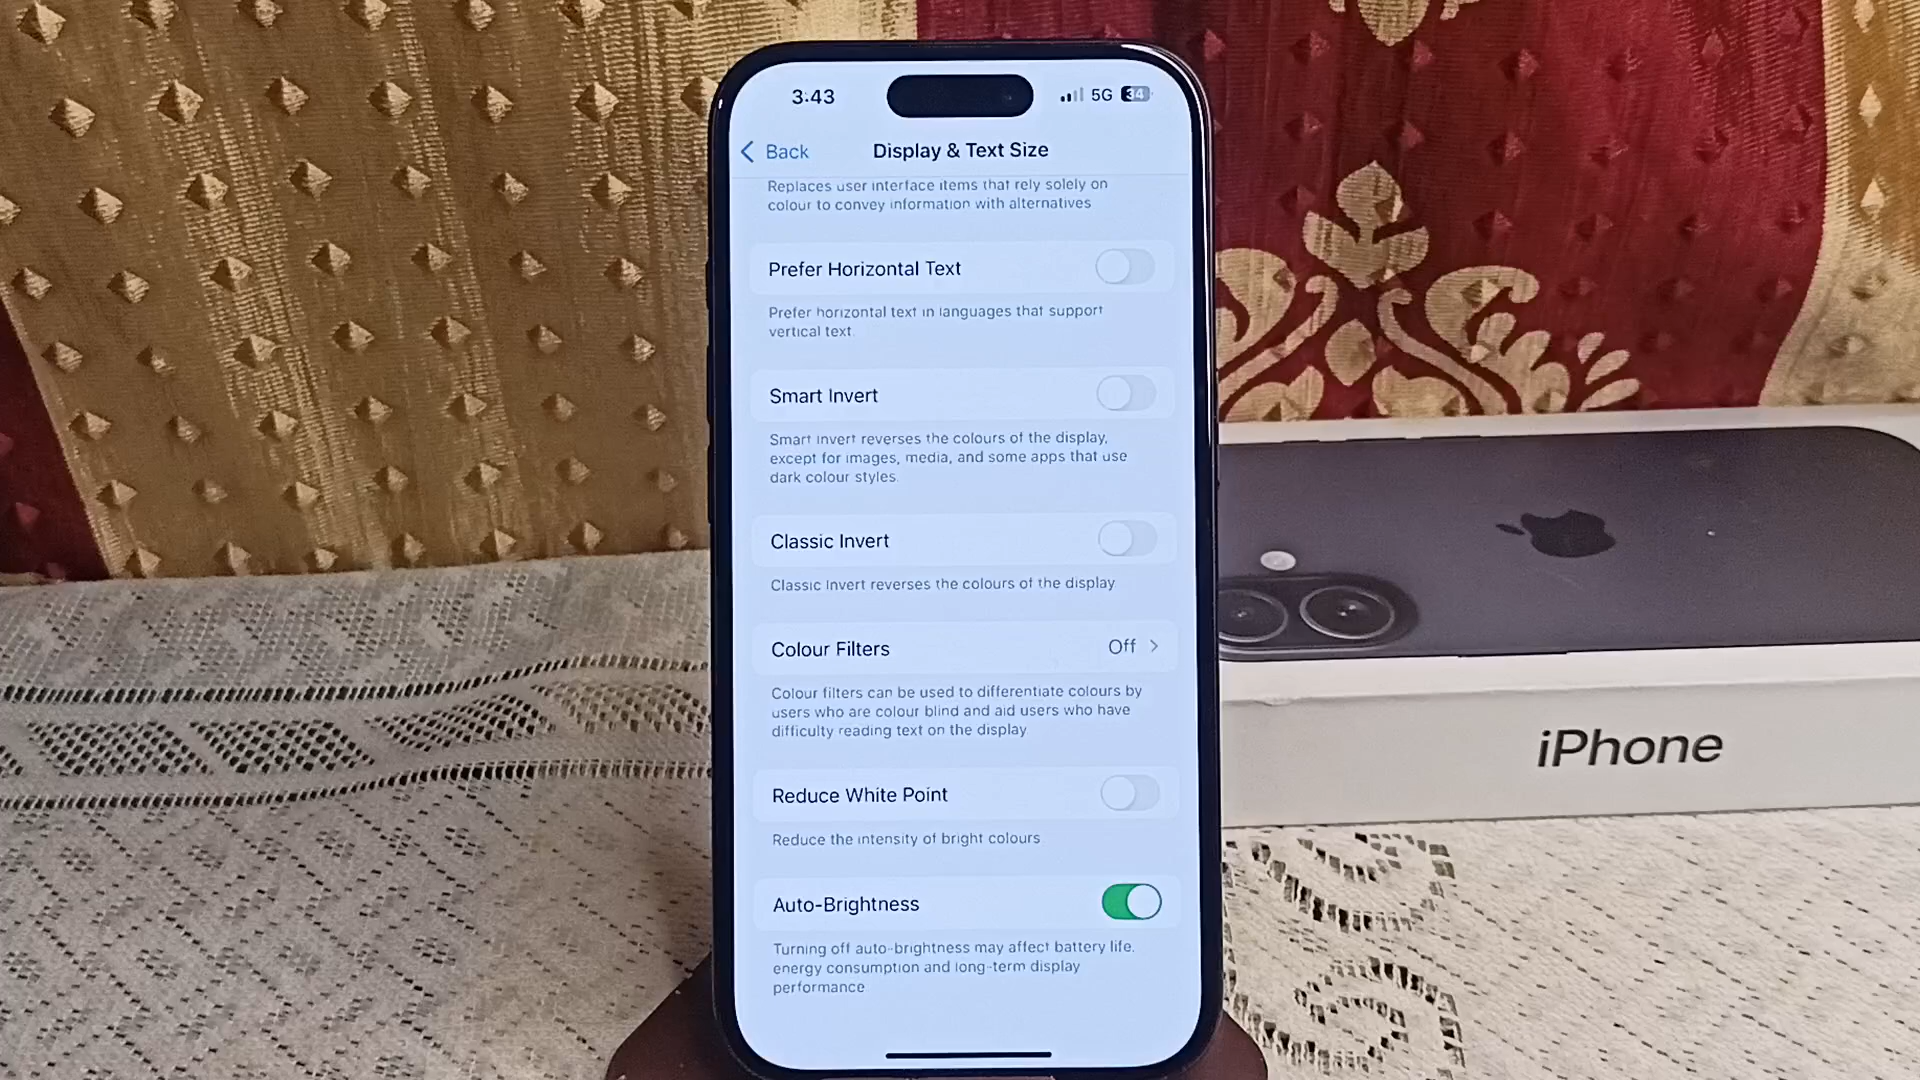 3:43
5G 34
Back
Display & Text Size
Replaces user interface items that rely solely on
colour to convey information with alternatives
Prefer Horizontal Text
Prefer horizontal text in languages that support
vertical text.
Smart Invert
Smart Invert reverses the colours of the display,
except for images, media, and some apps that use
dark colour styles.
Classic Invert
Classic Invert reverses the colours of the display
Colour Filters
Off
Colour filters can be used to differentiate colours by
users who are colour blind and aid users who have
difficulty reading text on the display
Reduce White Point
Reduce the intensity of bright colours
Auto-Brightness
Turning off auto-brightness may affect battery life,
energy consumption and long-term display
performance
iPhone